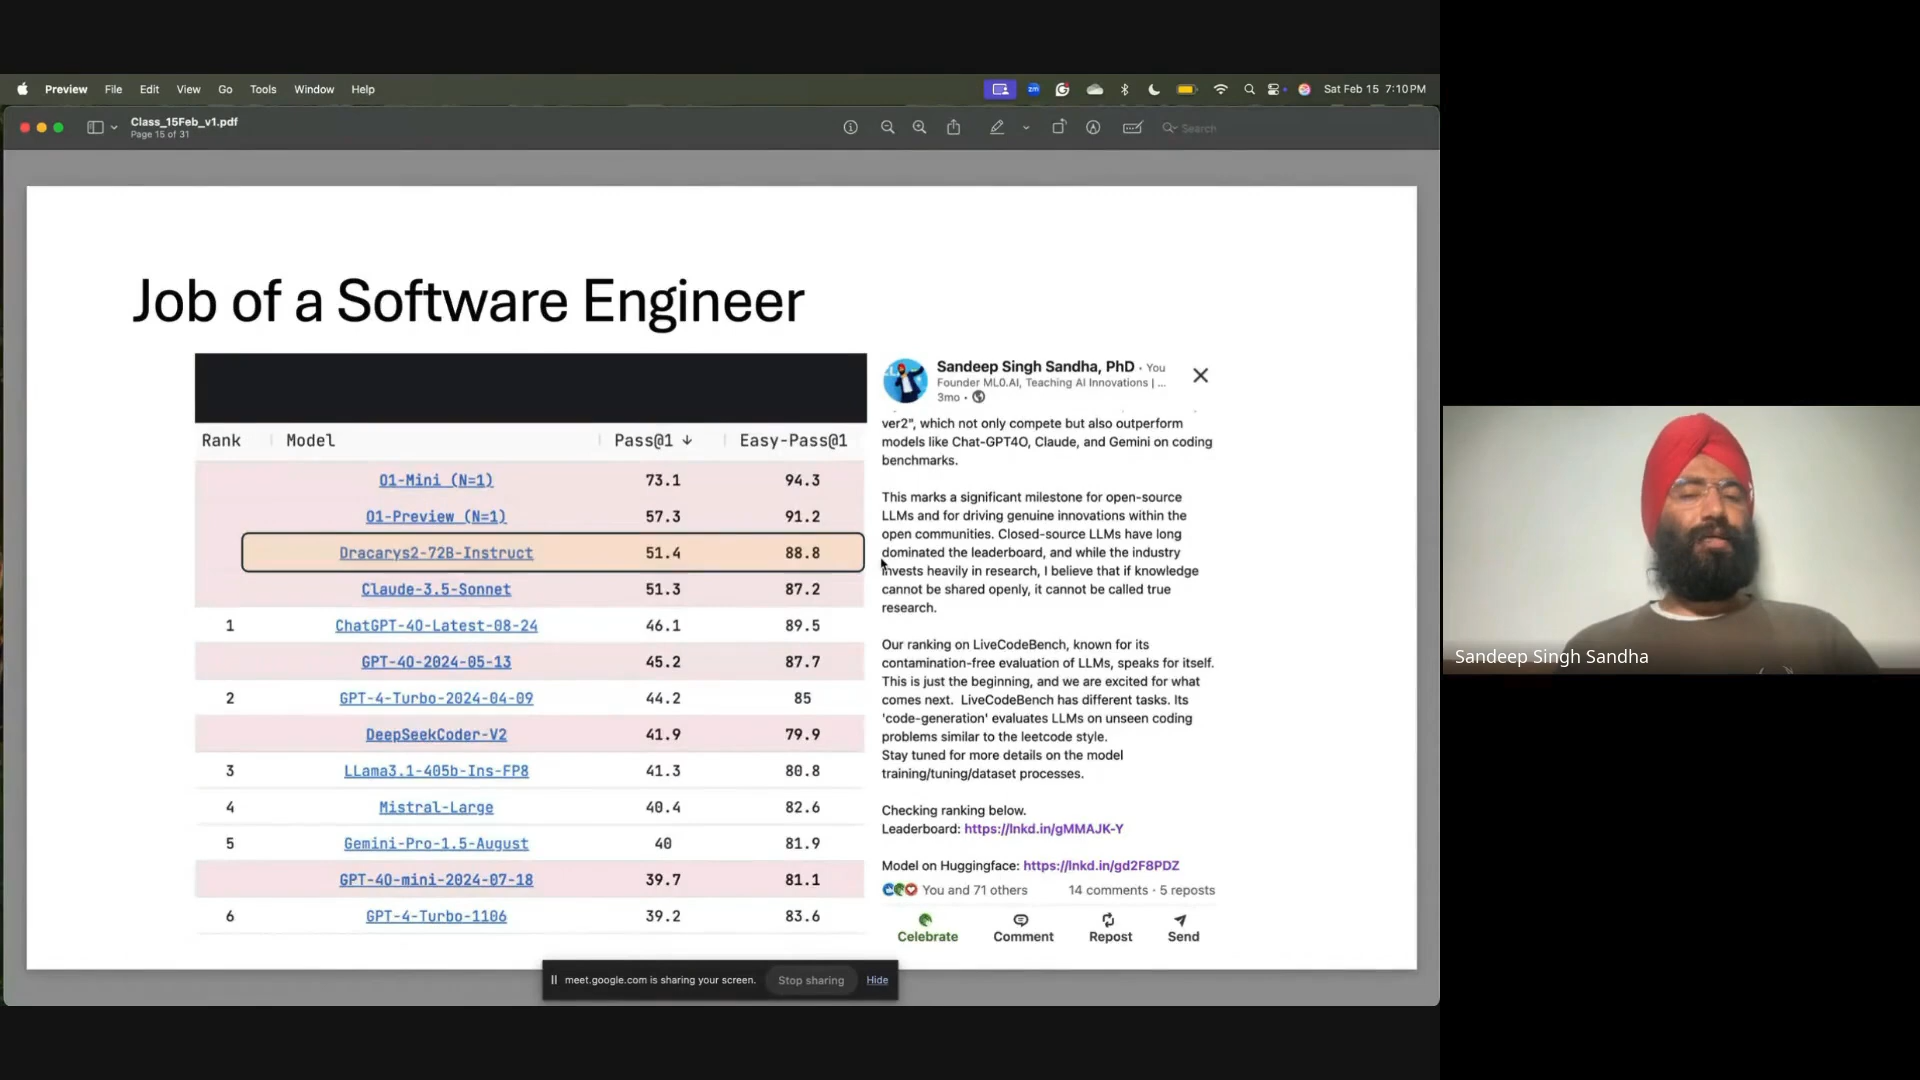 Preview File Edit View Go Tools Window Help
zm
Sat Feb 15 7:10PM
Class_15Feb_v1.pdf
Page 15 of 31
Search
Job of a Software Engineer
Rank Model Pass@1 ↓ Easy-Pass@1
O1-Mini (N=1) 73.1 94.3
O1-Preview (N=1) 57.3 91.2
Dracarys2-72B-Instruct 51.4 88.8
Claude-3.5-Sonnet 51.3 87.2
1 ChatGPT-4O-Latest-08-24 46.1 89.5
GPT-4O-2024-05-13 45.2 87.7
2 GPT-4-Turbo-2024-04-09 44.2 85
DeepSeekCoder-V2 41.9 79.9
3 LLama3.1-405b-Ins-FP8 41.3 80.8
4 Mistral-Large 40.4 82.6
5 Gemini-Pro-1.5-August 40 81.9
GPT-4O-mini-2024-07-18 39.7 81.1
6 GPT-4-Turbo-1106 39.2 83.6
Sandeep Singh Sandha, PhD · You
Founder ML0.AI, Teaching AI Innovations | ...
3mo ·
ver2", which not only compete but also outperform
models like Chat-GPT4O, Claude, and Gemini on coding
benchmarks.
This marks a significant milestone for open-source
LLMs and for driving genuine innovations within the
open communities. Closed-source LLMs have long
dominated the leaderboard, and while the industry
invests heavily in research, I believe that if knowledge
cannot be shared openly, it cannot be called true
research.
Our ranking on LiveCodeBench, known for its
contamination-free evaluation of LLMs, speaks for itself.
This is just the beginning, and we are excited for what
comes next. LiveCodeBench has different tasks. Its
'code-generation' evaluates LLMs on unseen coding
problems similar to the leetcode style.
Stay tuned for more details on the model
training/tuning/dataset processes.
Checking ranking below.
Leaderboard: https://lnkd.in/gMMAJK-Y
Model on Huggingface: https://lnkd.in/gd2F8PDZ
You and 71 others 14 comments · 5 reposts
Celebrate Comment Repost Send
meet.google.com is sharing your screen. Stop sharing Hide
Sandeep Singh Sandha